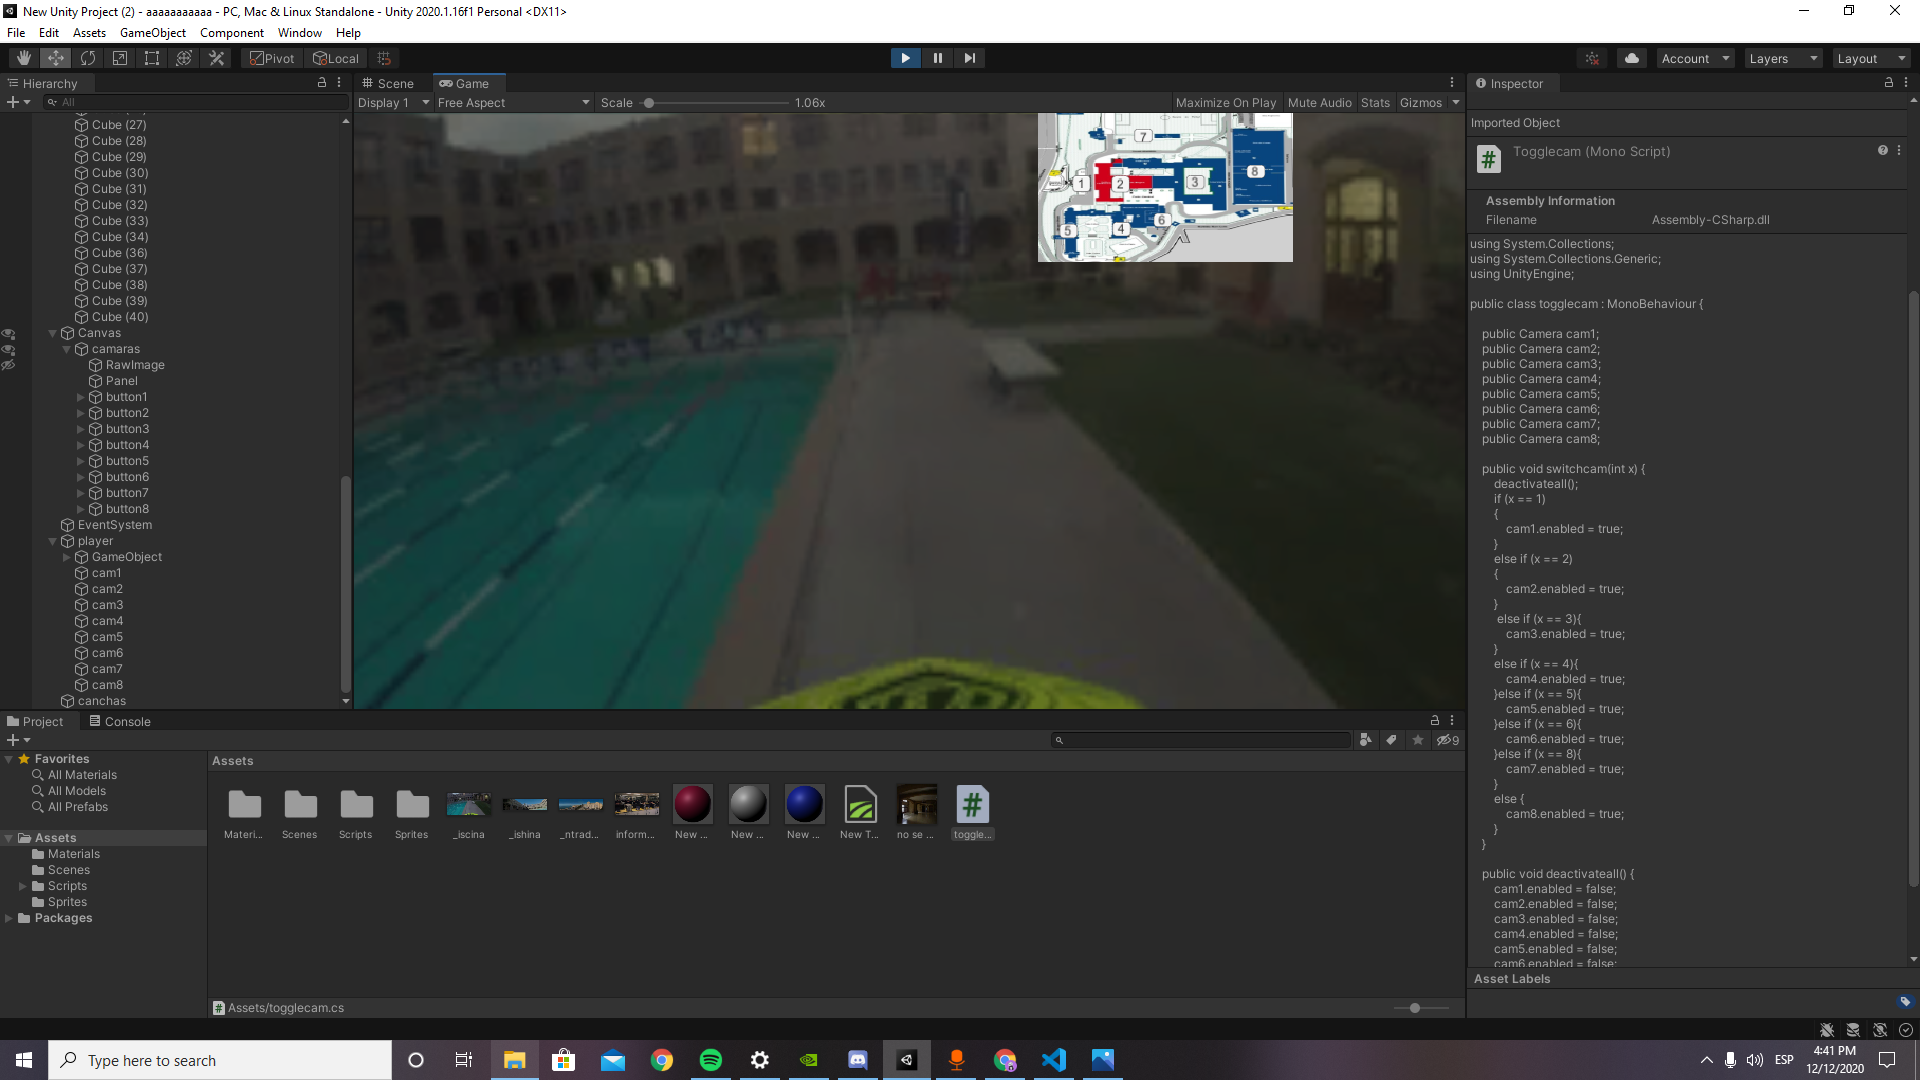 New Unity Project (2) - aaaaaaaaaaa - PC, Mac & Linux Standalone - Unity 2020.1.16f1 Personal <DX11>
File Edit Assets GameObject Component Window Help
Pivot Local Account Layers Layout
Hierarchy
All
Cube (27)
Cube (28)
Cube (29)
Cube (30)
Cube (31)
Cube (32)
Cube (33)
Cube (34)
Cube (36)
Cube (37)
Cube (38)
Cube (39)
Cube (40)
Canvas
camaras
RawImage
Panel
button1
button2
button3
button4
button5
button6
button7
button8
EventSystem
player
GameObject
cam1
cam2
cam3
cam4
cam5
cam6
cam7
cam8
canchas
Scene Game
Display 1 Free Aspect Scale 1.06x Maximize On Play Mute Audio Stats Gizmos
7
1 2 3 8
5 4 6
Inspector
Imported Object
Togglecam (Mono Script)
Assembly Information
Filename Assembly-CSharp.dll
using System.Collections;
using System.Collections.Generic;
using UnityEngine;
public class togglecam : MonoBehaviour {
public Camera cam1;
public Camera cam2;
public Camera cam3;
public Camera cam4;
public Camera cam5;
public Camera cam6;
public Camera cam7;
public Camera cam8;
public void switchcam(int x) {
deactivateall();
if (x == 1)
{
cam1.enabled = true;
}
else if (x == 2)
{
cam2.enabled = true;
}
else if (x == 3){
cam3.enabled = true;
}
else if (x == 4){
cam4.enabled = true;
}else if (x == 5){
cam5.enabled = true;
}else if (x == 6){
cam6.enabled = true;
}else if (x == 8){
cam7.enabled = true;
}
else {
cam8.enabled = true;
}
}
public void deactivateall() {
cam1.enabled = false;
cam2.enabled = false;
cam3.enabled = false;
cam4.enabled = false;
cam5.enabled = false;
cam6.enabled = false;
Asset Labels
Project Console
9
Favorites
All Materials
All Models
All Prefabs
Assets
Materials
Scenes
Scripts
Sprites
Packages
Assets
Materi... Scenes Scripts Sprites _iscina _ishina _ntrad... inform... New ... New ... New ... New T... no se ... toggle...
Assets/togglecam.cs
Type here to search
ESP
4:41 PM
12/12/2020